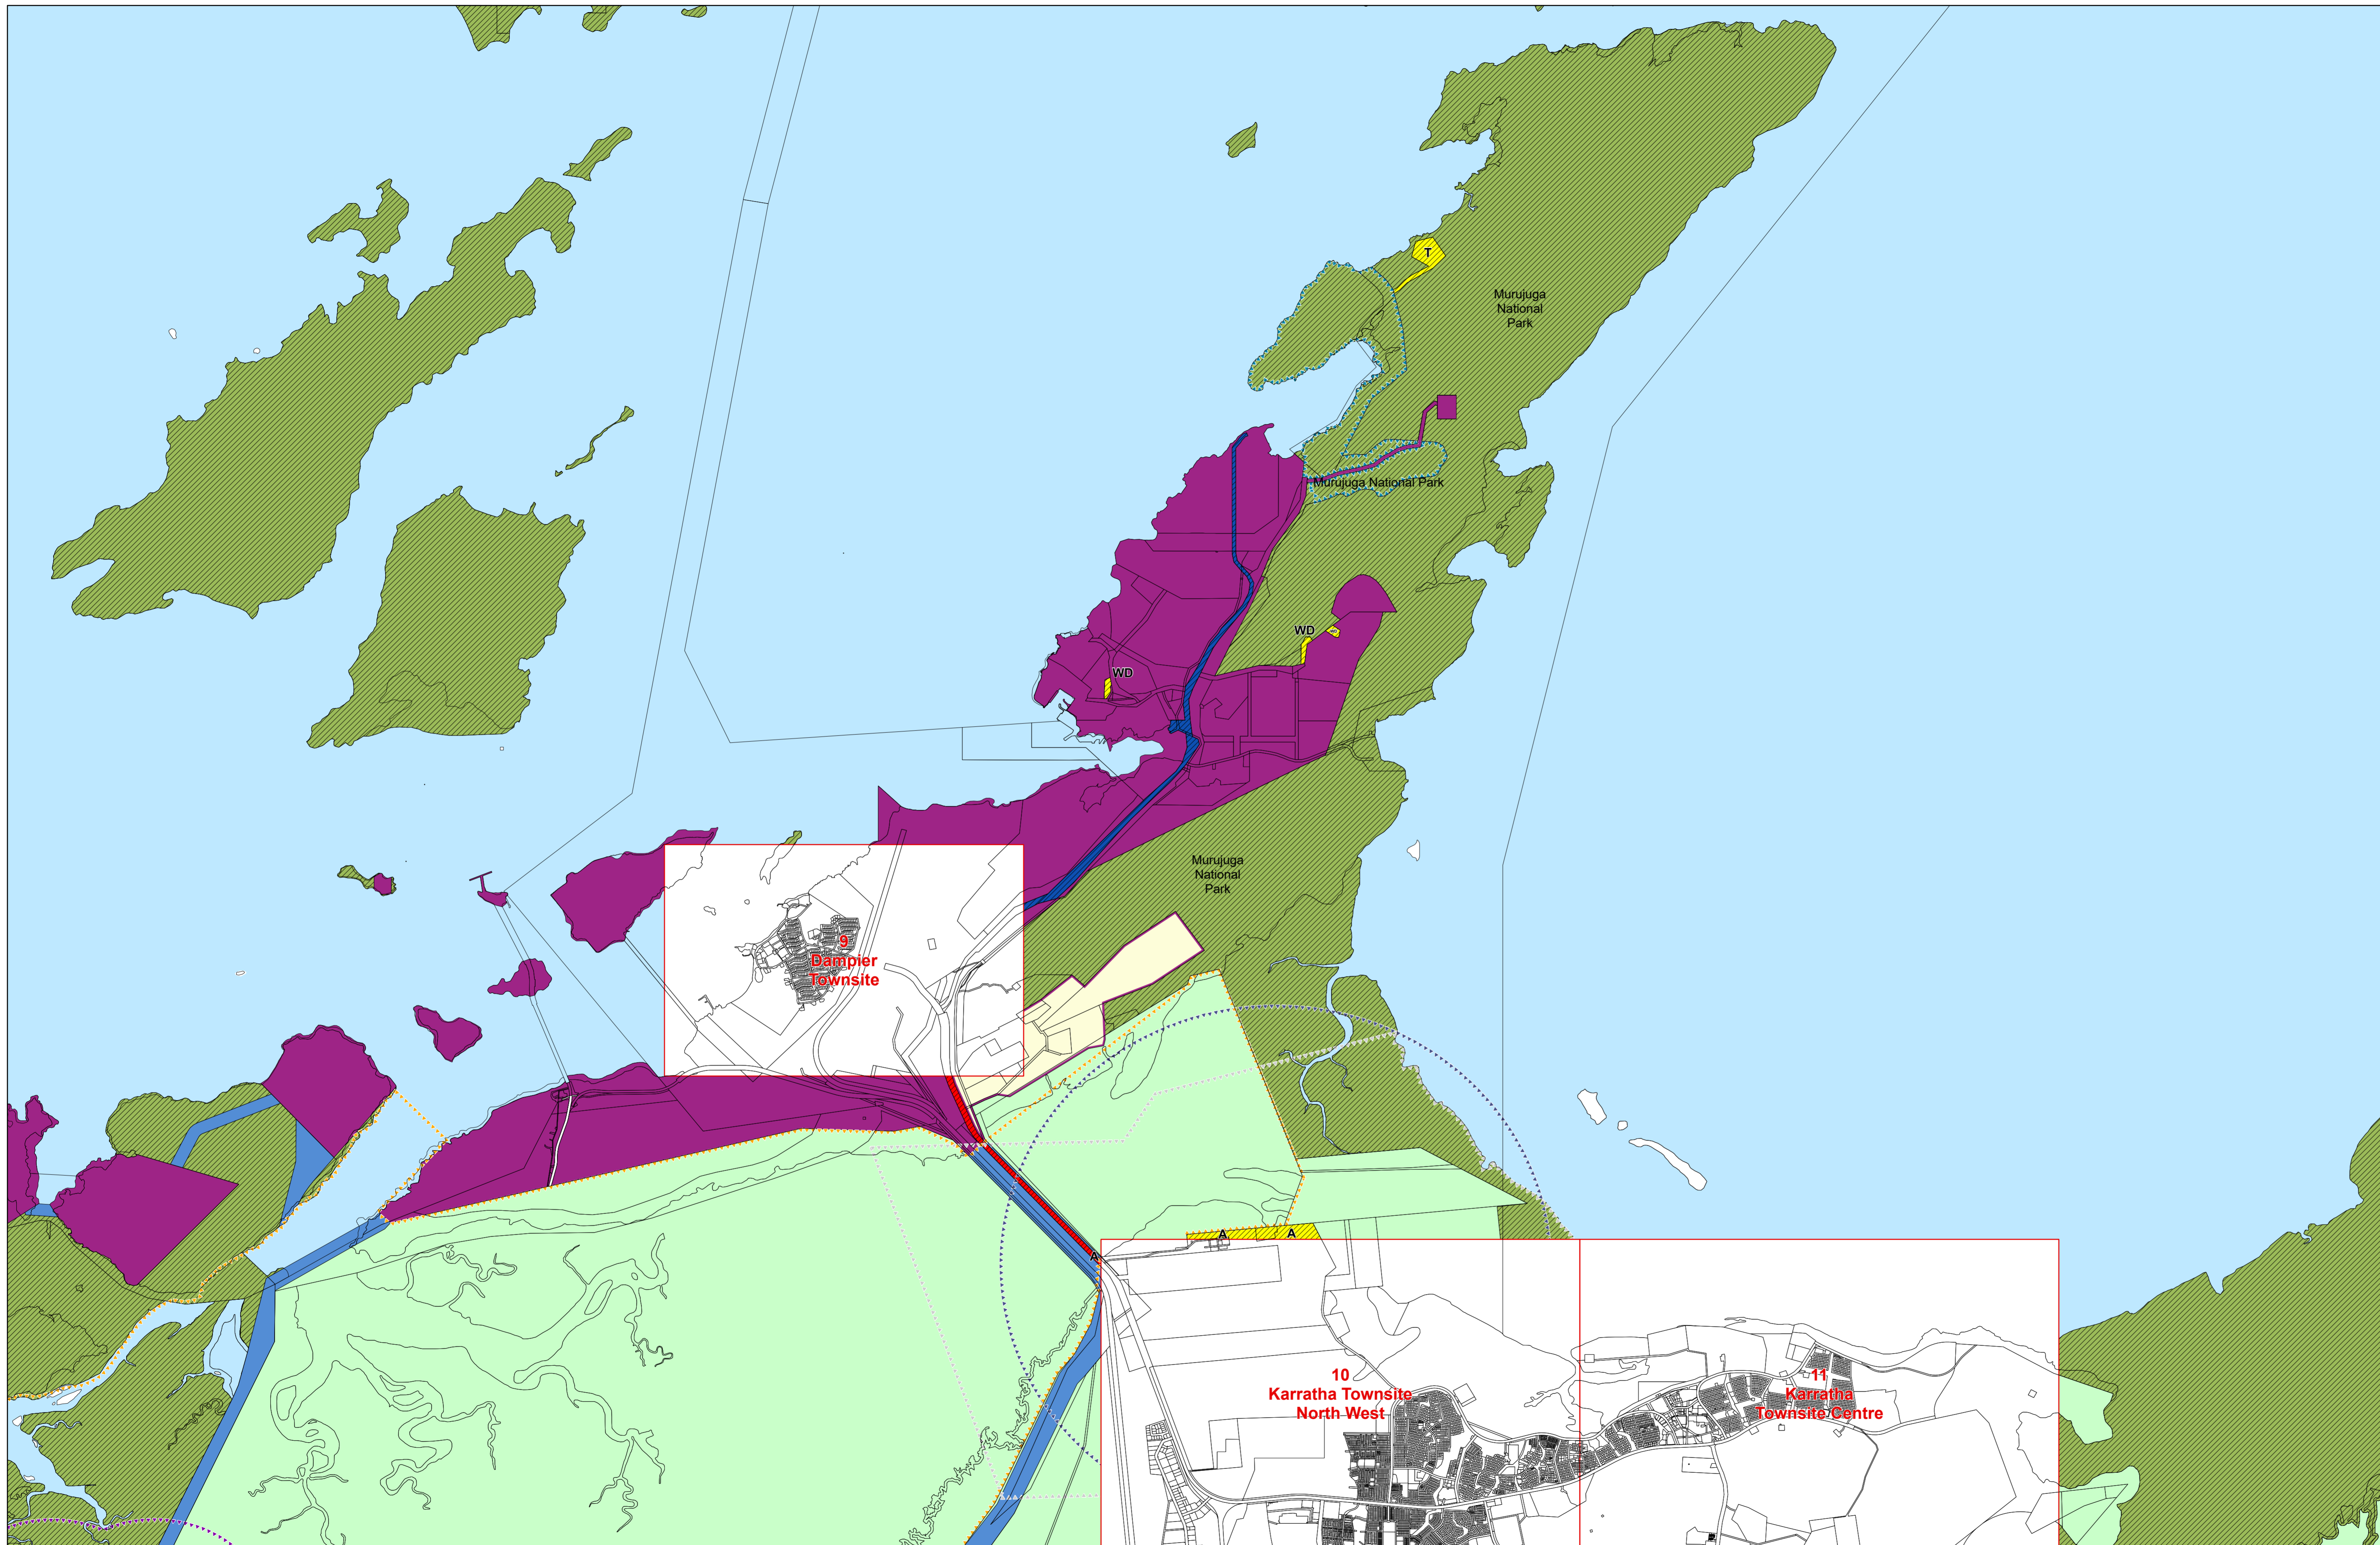 T
Murujuga
National
Park
Murujuga National Park
WD
WD
WD
Murujuga
National
Park
9
Dampier
Townsite
A
A
A
10
Karratha Townsite
North West
11
Karratha
Townsite Centre